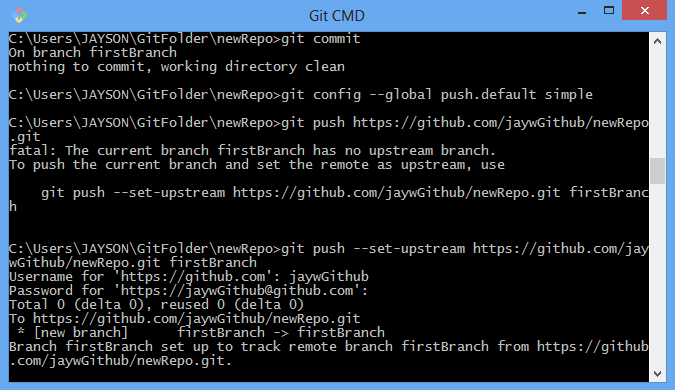 Git CMD
C:\Users\JAYSON\GitFolder\newRepo>git commit
On branch firstBranch
nothing to commit, working directory clean
C:\Users\JAYSON\GitFolder\newRepo>git config --global push.default simple
C:\Users\JAYSON\GitFolder\newRepo>git push https://github.com/jaywGithub/newRepo
.git
fatal: The current branch firstBranch has no upstream branch.
To push the current branch and set the remote as upstream, use
    git push --set-upstream https://github.com/jaywGithub/newRepo.git firstBranc
h
C:\Users\JAYSON\GitFolder\newRepo>git push --set-upstream https://github.com/jay
wGithub/newRepo.git firstBranch
Username for 'https://github.com': jaywGithub
Password for 'https://jaywGithub@github.com':
Total 0 (delta 0), reused 0 (delta 0)
To https://github.com/jaywGithub/newRepo.git
 * [new branch]      firstBranch -> firstBranch
Branch firstBranch set up to track remote branch firstBranch from https://github
.com/jaywGithub/newRepo.git.